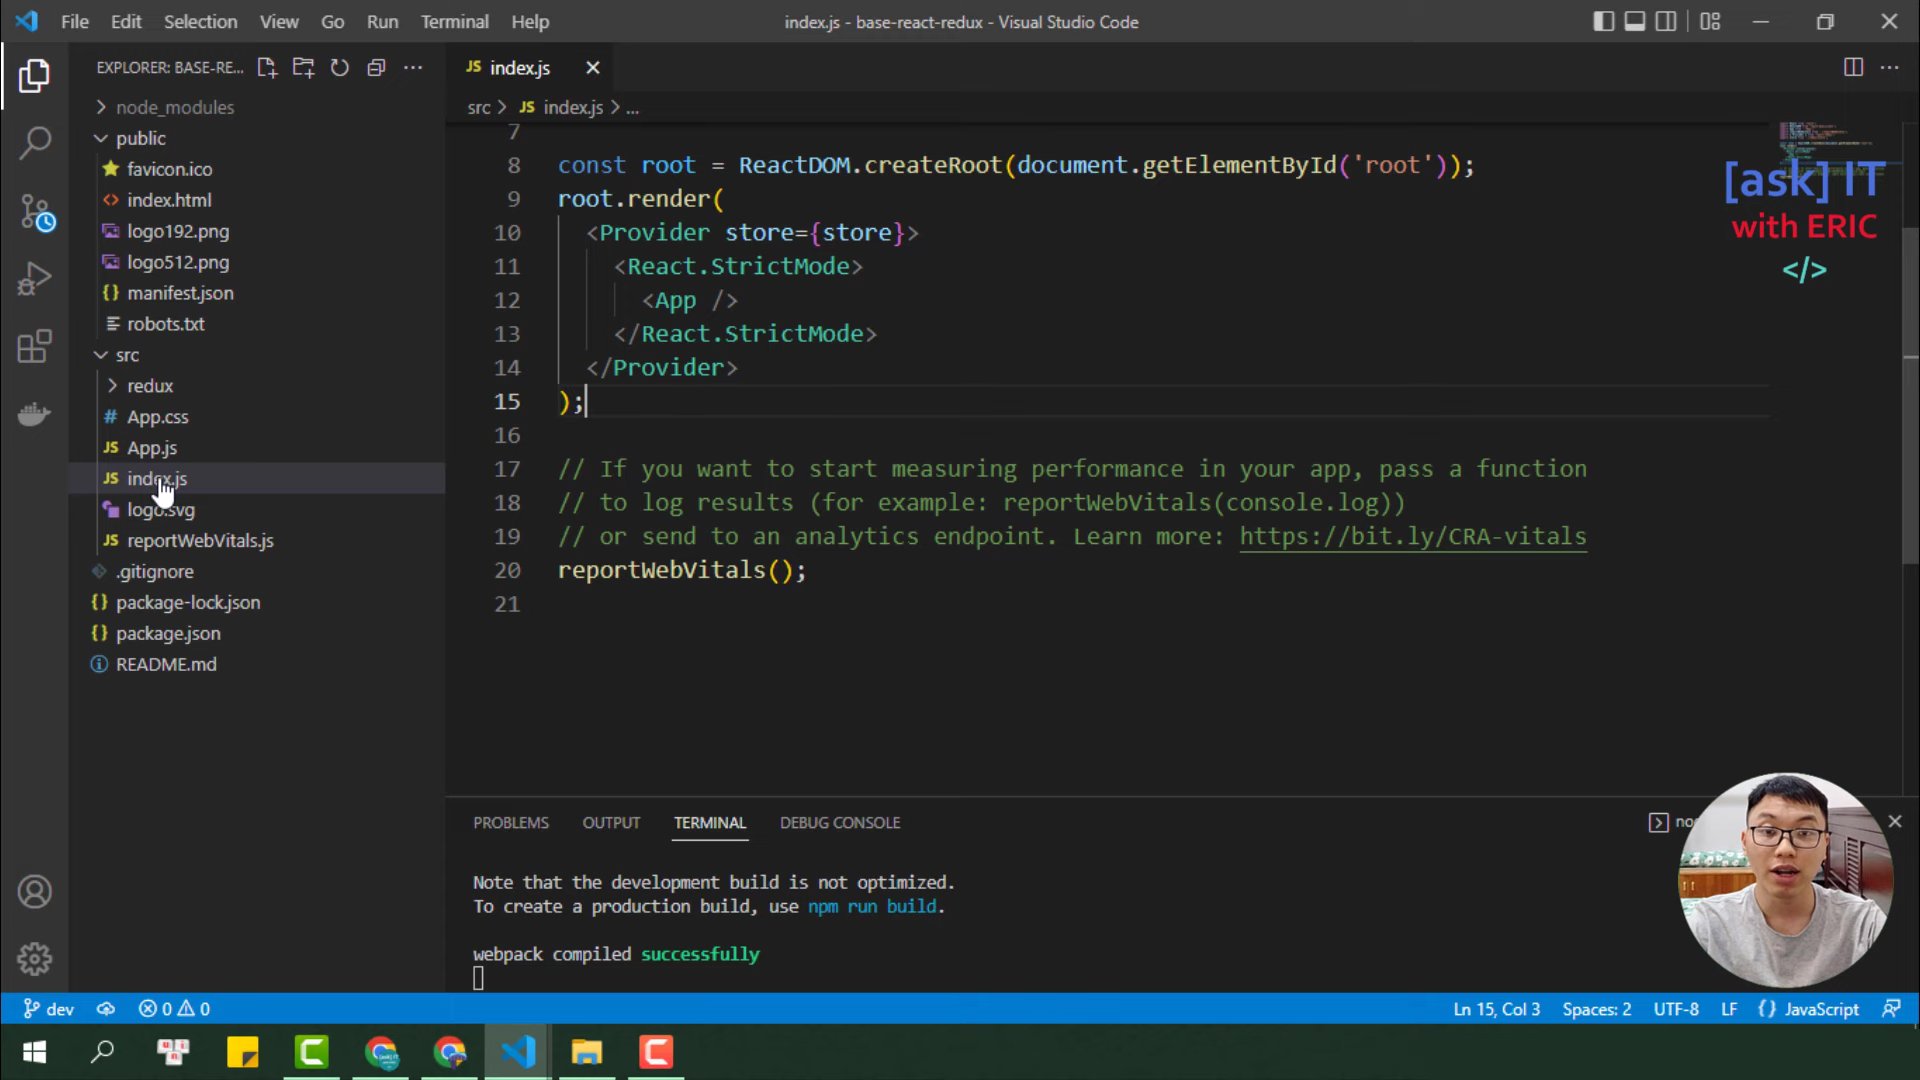 File Edit Selection View Go Run Terminal Help
index.js - base-react-redux - Visual Studio Code
EXPLORER: BASE-RE...
node_modules
public
favicon.ico
index.html
logo192.png
logo512.png
manifest.json
robots.txt
src
redux
App.css
App.js
index.js
logo.svg
reportWebVitals.js
.gitignore
package-lock.json
package.json
README.md
JS index.js
src > JS index.js > ...
7
8 const root = ReactDOM.createRoot(document.getElementById('root'));
9 root.render(
10 <Provider store={store}>
11 <React.StrictMode>
12 <App />
13 </React.StrictMode>
14 </Provider>
15 );
16
17 // If you want to start measuring performance in your app, pass a function
18 // to log results (for example: reportWebVitals(console.log))
19 // or send to an analytics endpoint. Learn more: https://bit.ly/CRA-vitals
20 reportWebVitals();
21
[ask] IT
with ERIC
</>
PROBLEMS OUTPUT TERMINAL DEBUG CONSOLE
Note that the development build is not optimized.
To create a production build, use npm run build.
webpack compiled successfully
dev 0 0
Ln 15, Col 3 Spaces: 2 UTF-8 LF {} JavaScript